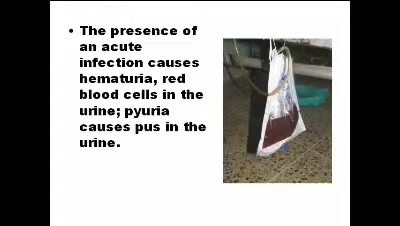 • The presence of
an acute
infection causes
hematuria, red
blood cells in the
urine; pyuria
causes pus in the
urine.